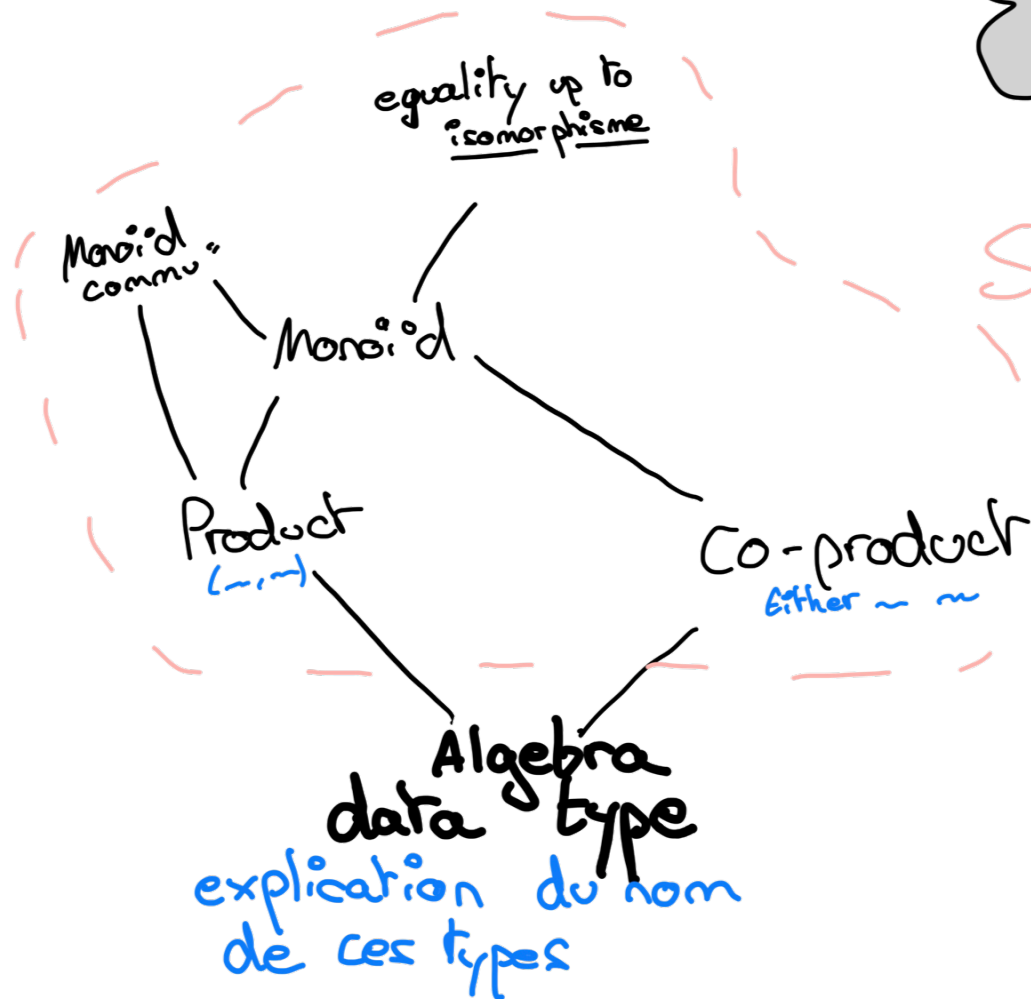 equality up to
isomorphisme
Monoïd
commu"
Monoïd
Product
(~,~)
Co-product
Either ~ ~
Algebra
data type
explication du nom
de ces types